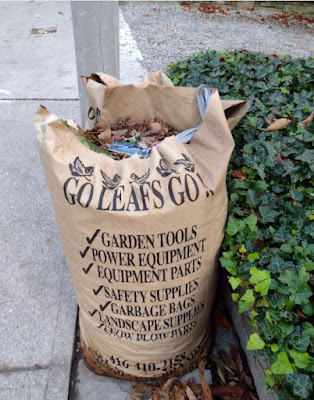 GO LEAFS GO!
✓ GARDEN TOOLS
✓ POWER EQUIPMENT
✓ EQUIPMENT PARTS
✓ SAFETY SUPPLIES
✓ GARBAGE BAGS
✓ LANDSCAPE SUPPLIES